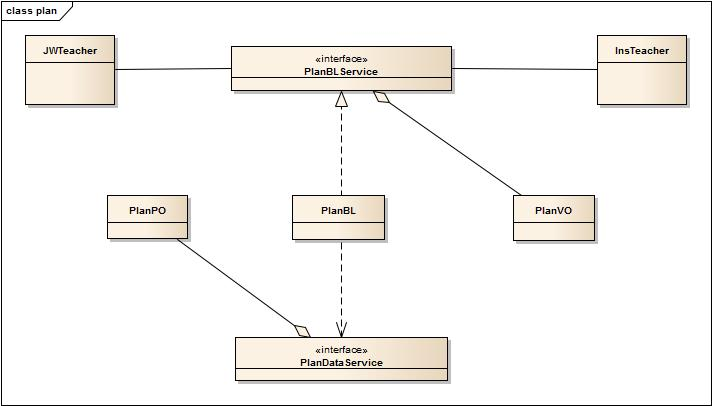 class plan
JWTeacher
«interface»
PlanBLService
InsTeacher
PlanPO
PlanBL
PlanVO
«interface»
PlanDataService